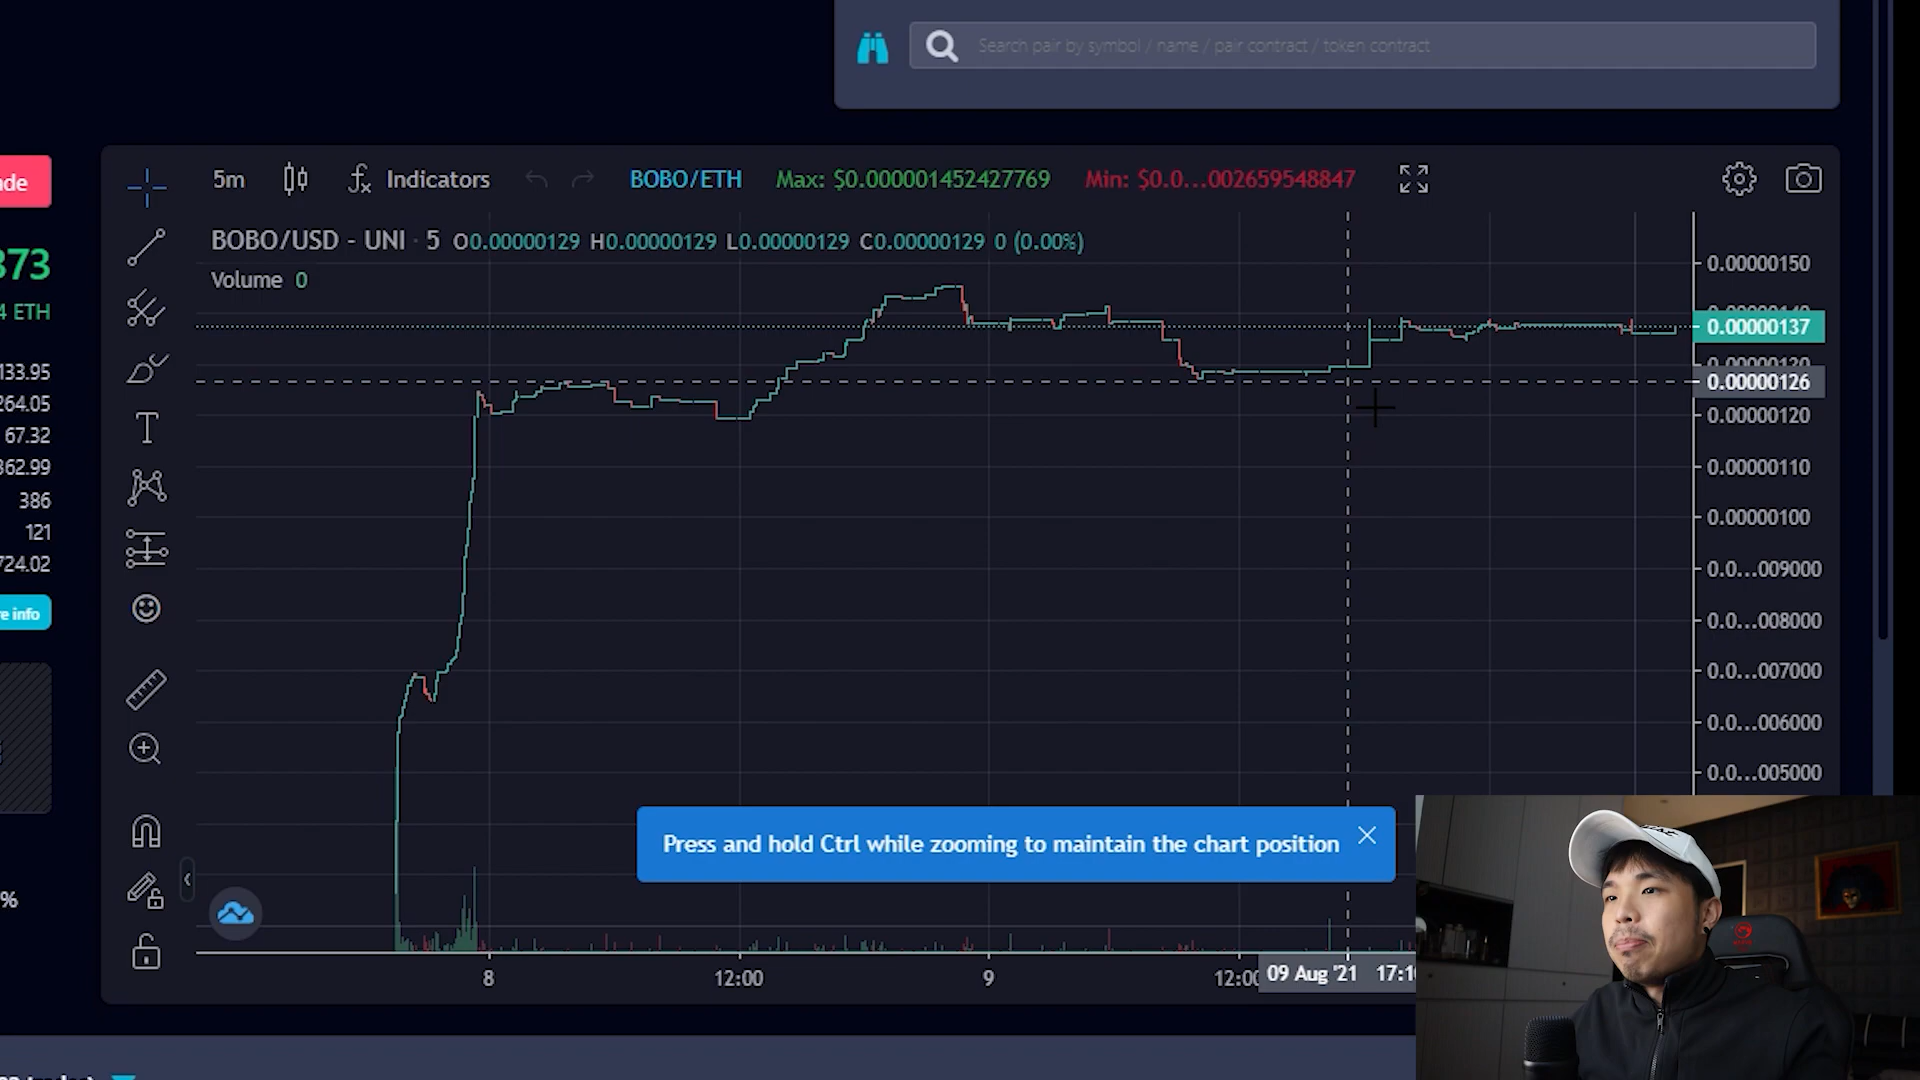 Search pair by symbol / name / pair contract / token contract
de
5m
Indicators
BOBO/ETH
Max: $0.000001452427769
Min: $0.0...002659548847
BOBO/USD - UNI · 5 O0.00000129 H0.00000129 L0.00000129 C0.00000129 0 (0.00%)
Volume 0
373
4 ETH
133.95
264.05
67.32
362.99
386
121
724.02
e info
%
0.00000150
0.00000137
0.00000126
0.00000120
0.00000110
0.00000100
0.0...009000
0.0...008000
0.0...007000
0.0...006000
0.0...005000
Press and hold Ctrl while zooming to maintain the chart position
8
12:00
9
12:00
09 Aug '21 17:1